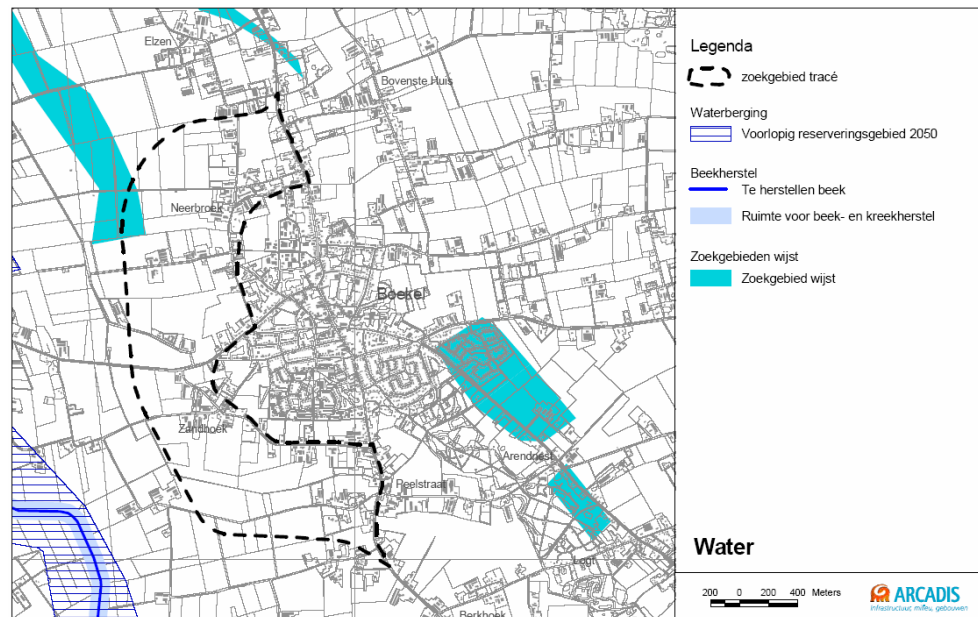 Elzen
Bovenste Huis
Neerbroek
Boekel
Zandhoek
Arendnest
Peelstraat
Logt
Berkhoek
Legenda
zoekgebied tracé
Waterberging
Voorlopig reserveringsgebied 2050
Beekherstel
Te herstellen beek
Ruimte voor beek- en kreekherstel
Zoekgebieden wijst
Zoekgebied wijst
Water
200 0 200 400 Meters
ARCADIS
Infrastructuur, milieu, gebouwen